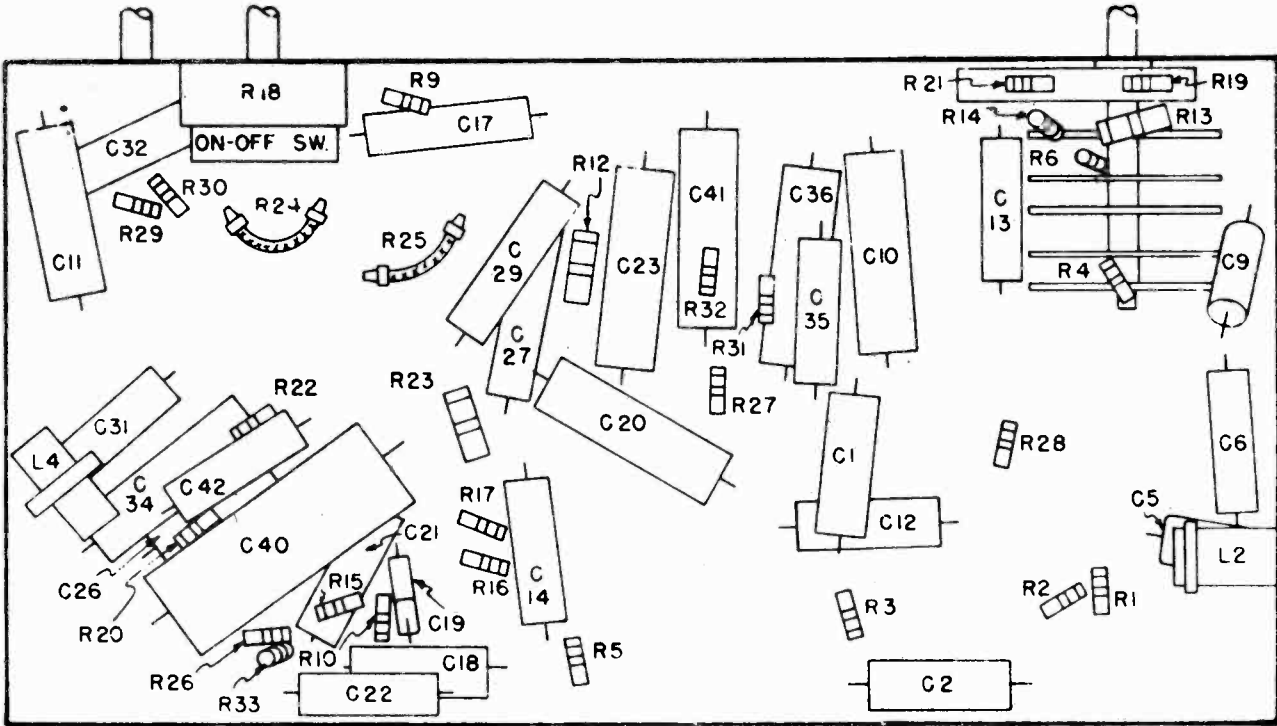 R18
ON-OFF SW.
R9
C17
R21
R19
R14
R13
R6
C32
R30
R29
R24
R25
C11
R12
C
29
C
27
C23
C41
R32
C36
R31
C
35
C10
C
13
R4
C9
R23
R27
C20
R22
C31
L4
C
34
C42
C40
C26
R20
C21
R15
R26
R33
R10
C19
C18
C22
R17
R16
C
14
R5
C1
C12
R28
C6
C5
L2
R2
R1
R3
C2